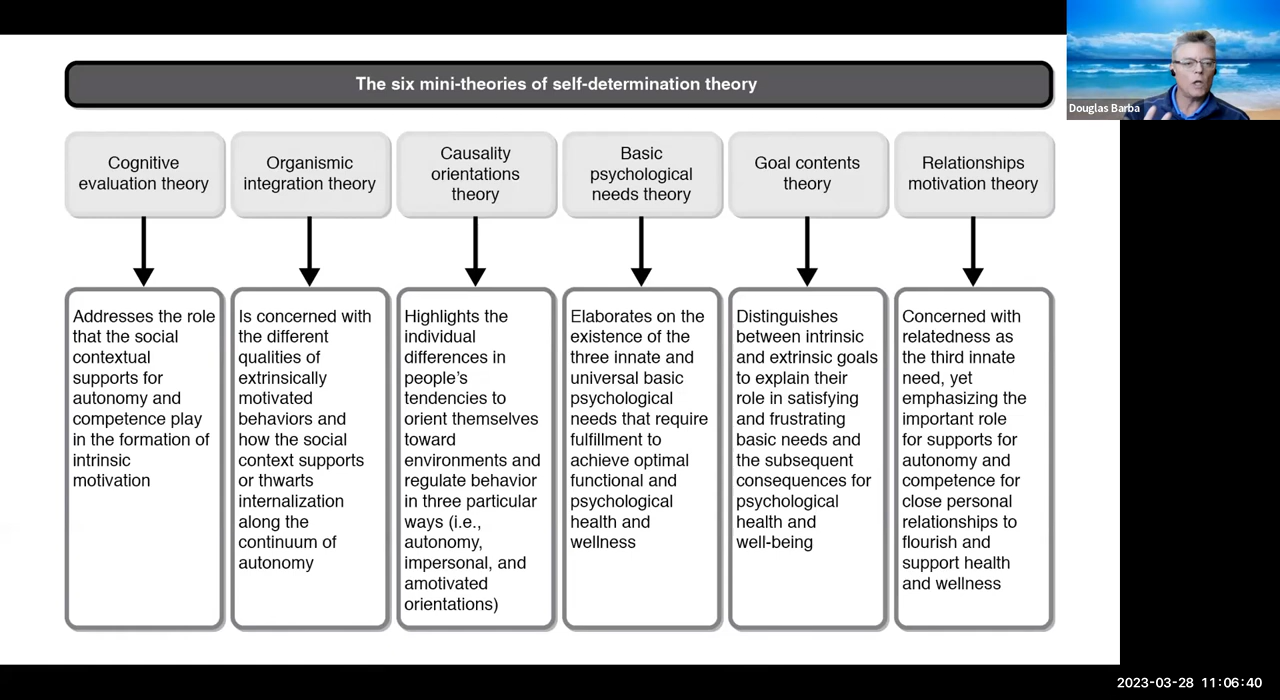 The six mini-theories of self-determination theory
Douglas Barba
Cognitive
evaluation theory
Organismic
integration theory
Causality
orientations
theory
Basic
psychological
needs theory
Goal contents
theory
Relationships
motivation theory
Addresses the role
that the social
contextual
supports for
autonomy and
competence play
in the formation of
intrinsic
motivation
Is concerned with
the different
qualities of
extrinsically
motivated
behaviors and
how the social
context supports
or thwarts
internalization
along the
continuum of
autonomy
Highlights the
individual
differences in
people's
tendencies to
orient themselves
toward
environments and
regulate behavior
in three particular
ways (i.e.,
autonomy,
impersonal, and
amotivated
orientations)
Elaborates on the
existence of the
three innate and
universal basic
psychological
needs that require
fulfillment to
achieve optimal
functional and
psychological
health and
wellness
Distinguishes
between intrinsic
and extrinsic goals
to explain their
role in satisfying
and frustrating
basic needs and
the subsequent
consequences for
psychological
health and
well-being
Concerned with
relatedness as
the third innate
need, yet
emphasizing the
important role
for supports for
autonomy and
competence for
close personal
relationships to
flourish and
support health
and wellness
2023-03-28 11:06:40